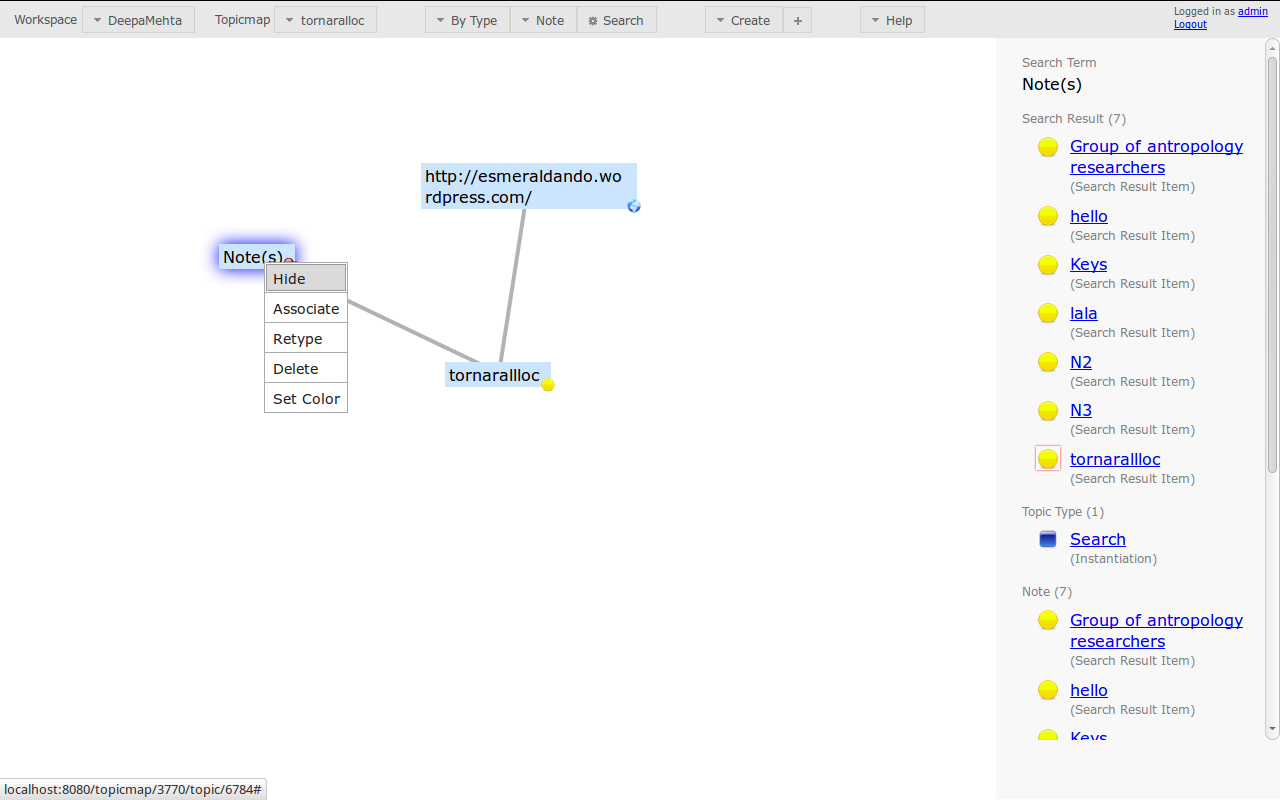 Workspace DeepaMehta Topicmap tornaralloc By Type Note Search Create + Help Logged in as admin
Logout
http://esmeraldando.wo
rdpress.com/
Note(s)
Hide
Associate
Retype
Delete
Set Color
tornarallloc
Search Term
Note(s)
Search Result (7)
Group of antropology
researchers
(Search Result Item)
hello
(Search Result Item)
Keys
(Search Result Item)
lala
(Search Result Item)
N2
(Search Result Item)
N3
(Search Result Item)
tornarallloc
(Search Result Item)
Topic Type (1)
Search
(Instantiation)
Note (7)
Group of antropology
researchers
(Search Result Item)
hello
(Search Result Item)
Keys
localhost:8080/topicmap/3770/topic/6784#